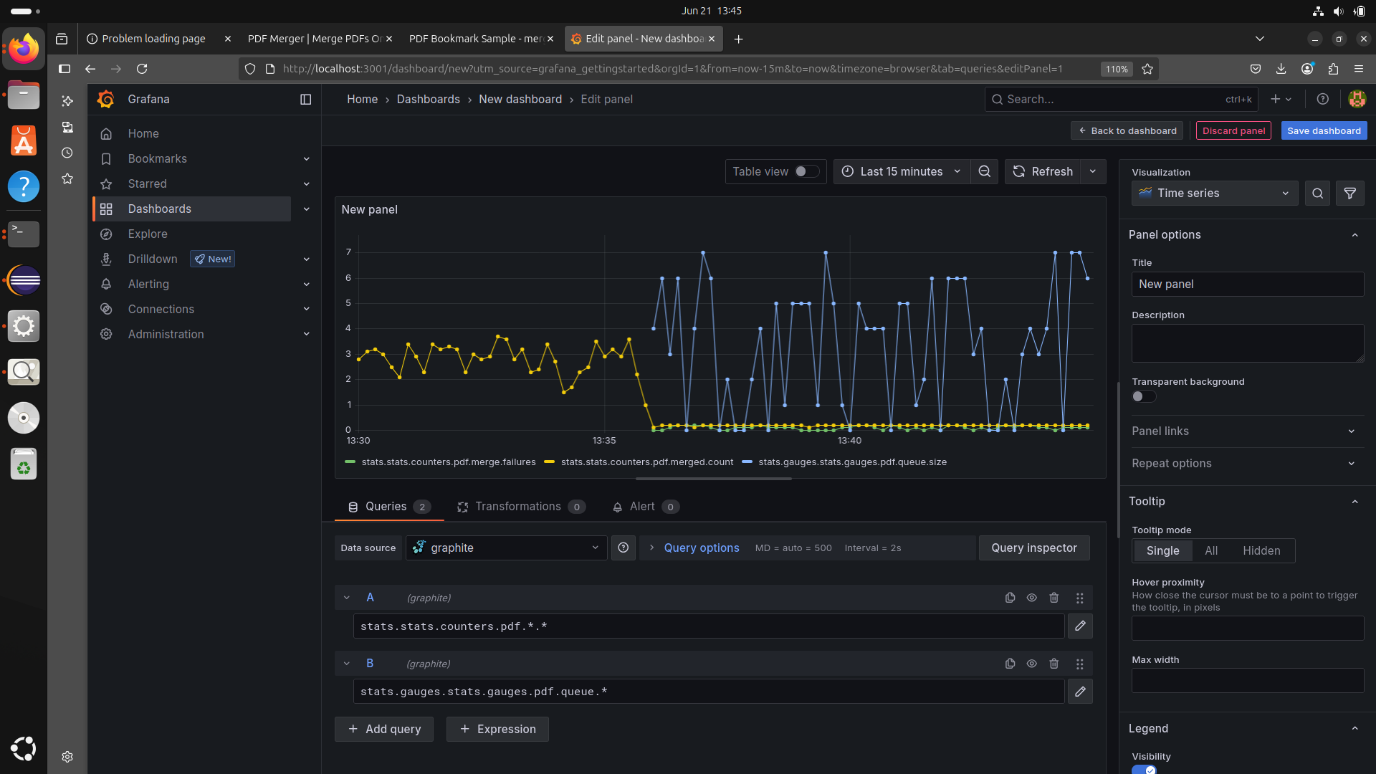 Jun 21 13:45
Problem loading page
PDF Merger | Merge PDFs O
PDF Bookmark Sample - mer
Edit panel - New dashboa
http://localhost:3001/dashboard/new?utm_source=grafana_gettingstarted&orgId=1&from=now-15m&to=now&timezone=browser&tab=queries&editPanel=1
110%
Grafana
Home › Dashboards › New dashboard › Edit panel
Search...
ctrl+k
Back to dashboard
Discard panel
Save dashboard
Home
Bookmarks
Starred
Dashboards
Explore
Drilldown
New!
Alerting
Connections
Administration
Table view
Last 15 minutes
Refresh
New panel
7
6
5
4
3
2
1
0
13:30
13:35
13:40
stats.stats.counters.pdf.merge.failures
stats.stats.counters.pdf.merged.count
stats.gauges.stats.gauges.pdf.queue.size
Queries 2
Transformations 0
Alert 0
Data source
graphite
Query options
MD = auto = 500
Interval = 2s
Query inspector
A (graphite)
stats.stats.counters.pdf.*.*
B (graphite)
stats.gauges.stats.gauges.pdf.queue.*
+ Add query
+ Expression
Visualization
Time series
Panel options
Title
New panel
Description
Transparent background
Panel links
Repeat options
Tooltip
Tooltip mode
Single
All
Hidden
Hover proximity
How close the cursor must be to a point to trigger
the tooltip, in pixels
Max width
Legend
Visibility